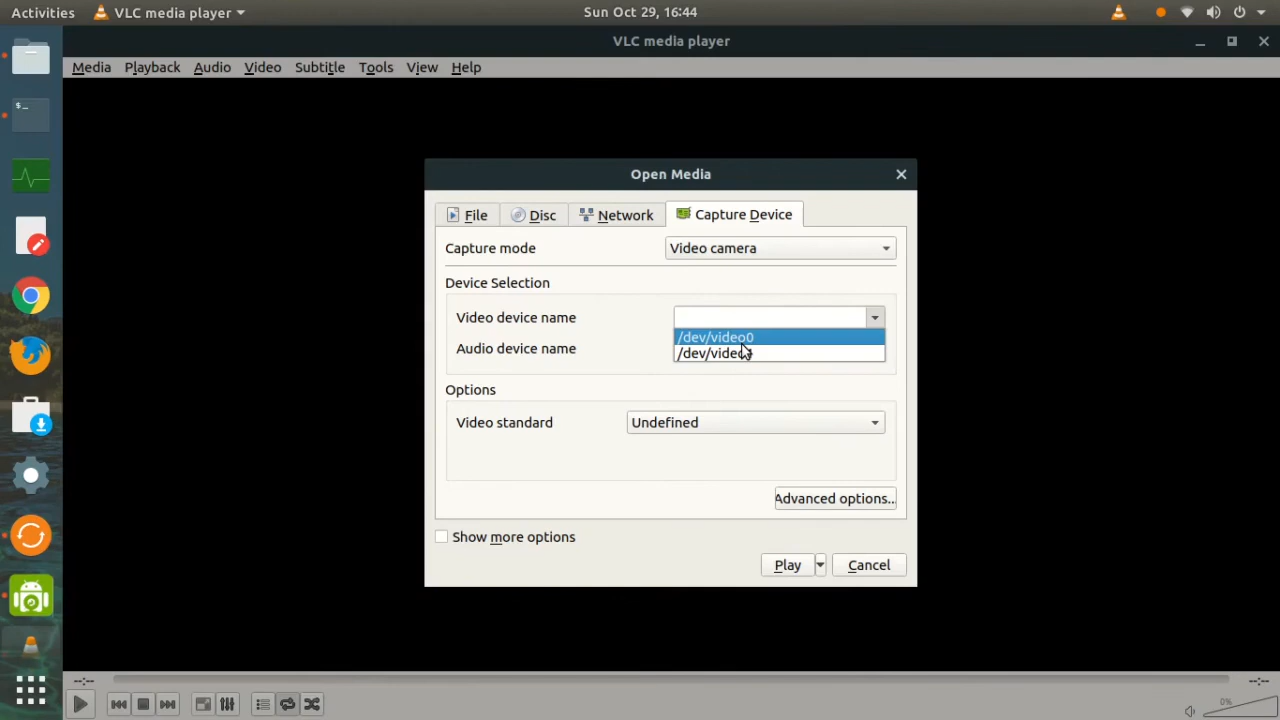 Activities VLC media player Sun Oct 29, 16:44
VLC media player
Media Playback Audio Video Subtitle Tools View Help
Open Media
File Disc Network Capture Device
Capture mode Video camera
Device Selection
Video device name
/dev/video0
Audio device name
Options
Video standard Undefined
Advanced options..
Show more options
Play Cancel
--:-- --:--
0%
$_